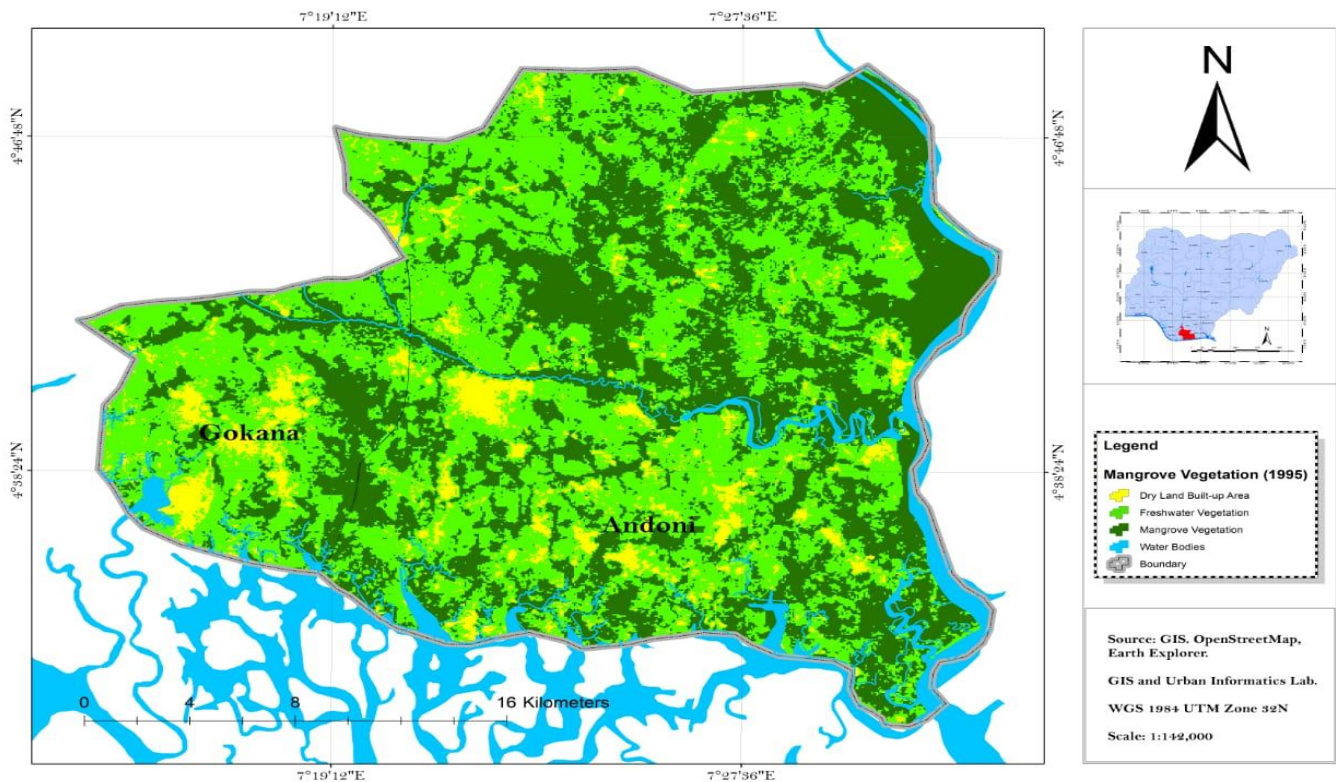 7°19'12"E
7°27'36"E
4°46'48"N
4°46'48"N
4°38'24"N
4°38'24"N
Gokana
Andoni
0 4 8 16 Kilometers
7°19'12"E
7°27'36"E
N
N
Legend
Mangrove Vegetation (1995)
Dry Land Built-up Area
Freshwater Vegetation
Mangrove Vegetation
Water Bodies
Boundary
Source: GIS. OpenStreetMap,
Earth Explorer.
GIS and Urban Informatics Lab.
WGS 1984 UTM Zone 32N
Scale: 1:142,000